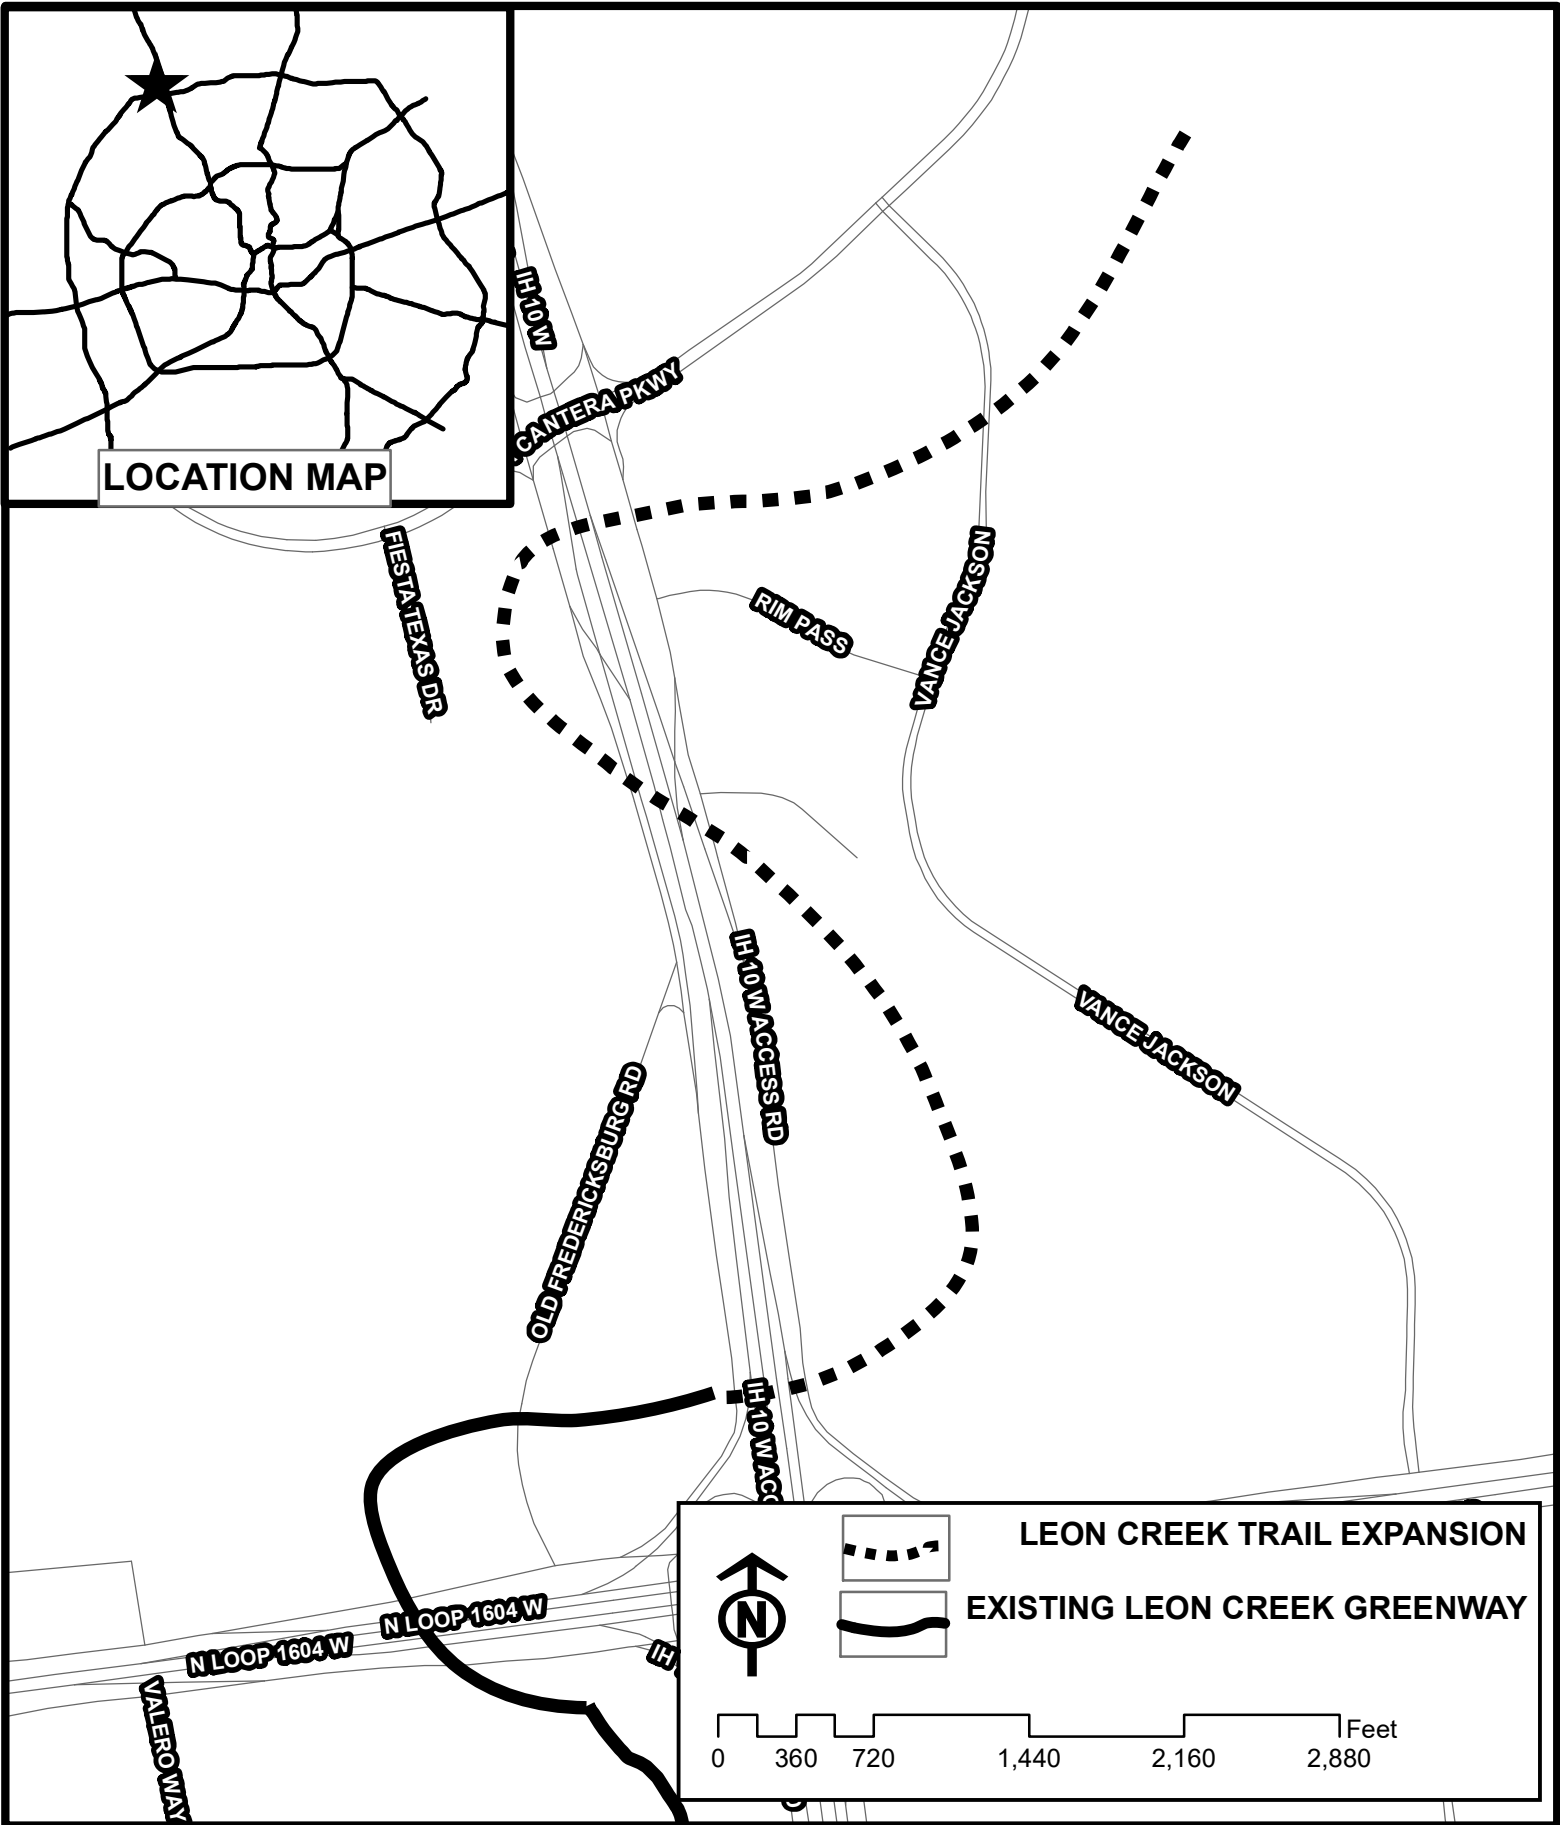 LOCATION MAP
IH 10 W
CANTERA PKWY
FIESTA TEXAS DR
RIM PASS
VANCE JACKSON
IH 10 W ACCESS RD
VANCE JACKSON
OLD FREDERICKSBURG RD
IH 10 W ACC
N LOOP 1604 W
N LOOP 1604 W
IH
VALERO WAY
LEON CREEK TRAIL EXPANSION
EXISTING LEON CREEK GREENWAY
N
Feet
0 360 720 1,440 2,160 2,880